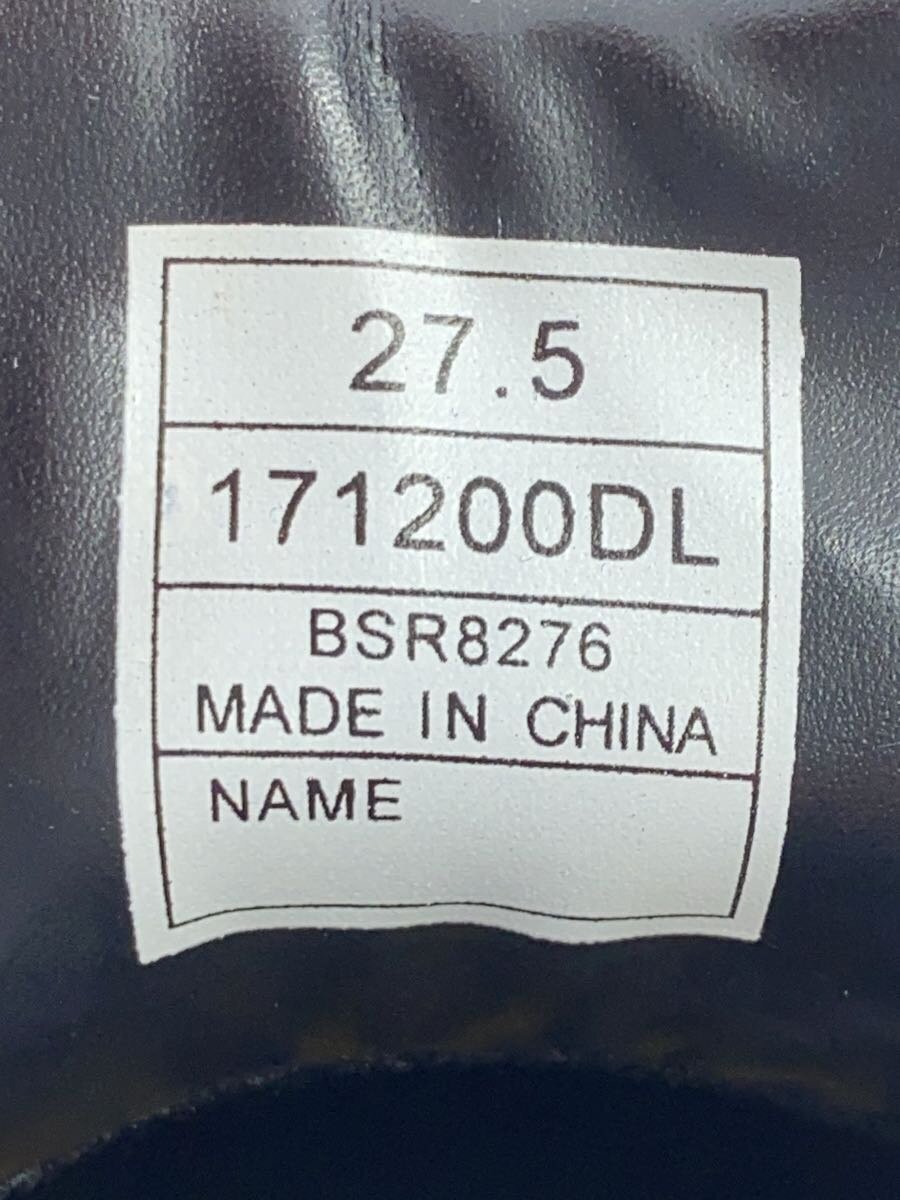 27.5
171200DL
BSR8276
MADE IN CHINA
NAME